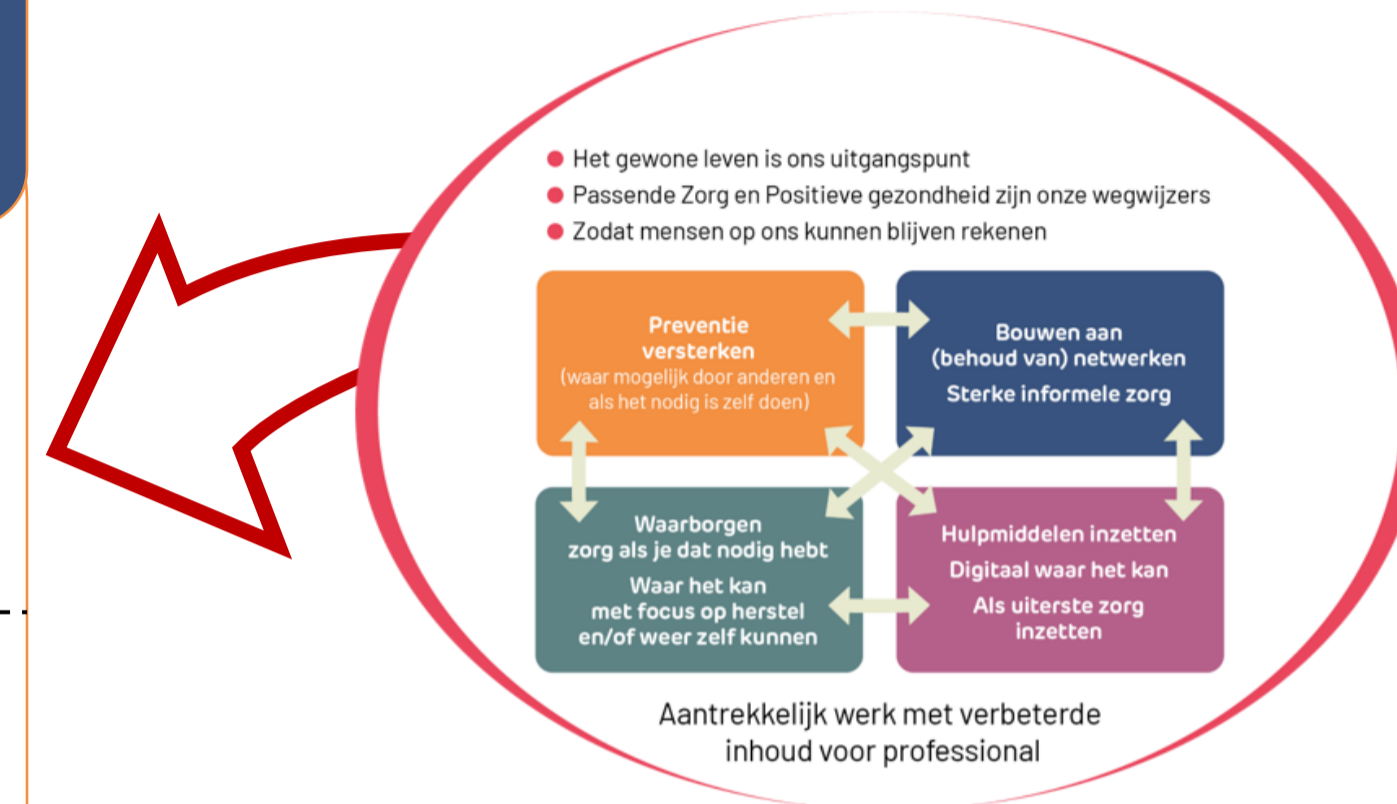 Het gewone leven is ons uitgangspunt
Passende Zorg en Positieve gezondheid zijn onze wegwijzers
Zodat mensen op ons kunnen blijven rekenen
Preventie
versterken
(waar mogelijk door anderen en
als het nodig is zelf doen)
Bouwen aan
(behoud van) netwerken
Sterke informele zorg
Waarborgen
zorg als je dat nodig hebt
Waar het kan
met focus op herstel
en/of weer zelf kunnen
Hulpmiddelen inzetten
Digitaal waar het kan
Als uiterste zorg
inzetten
Aantrekkelijk werk met verbeterde
inhoud voor professional